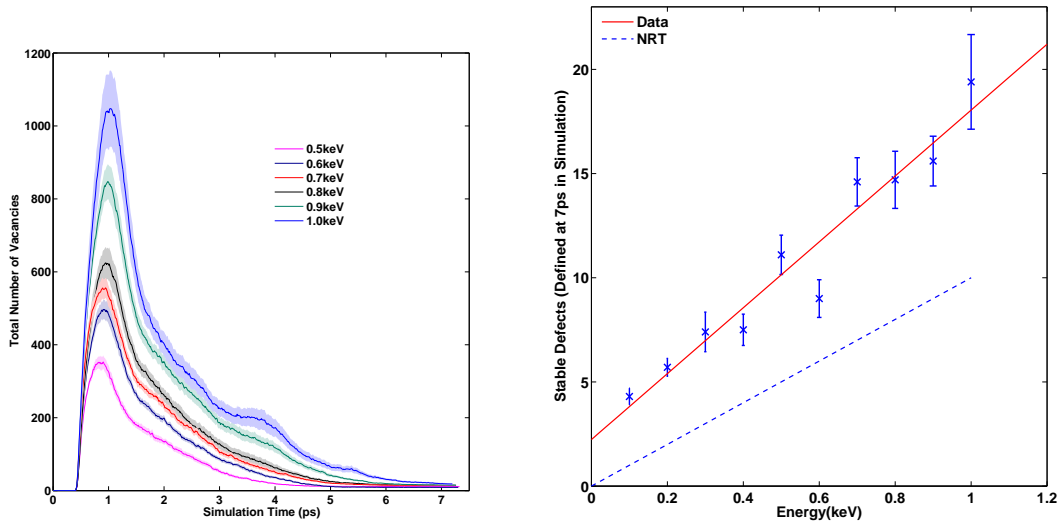 1200
1000
800
600
400
200
0
Total Number of Vacancies
0.5keV
0.6keV
0.7keV
0.8keV
0.9keV
1.0keV
0 1 2 3 4 5 6 7
Simulation Time (ps)
Data
NRT
20
15
10
5
0
Stable Defects (Defined at 7ps in Simulation)
0 0.2 0.4 0.6 0.8 1 1.2
Energy(keV)